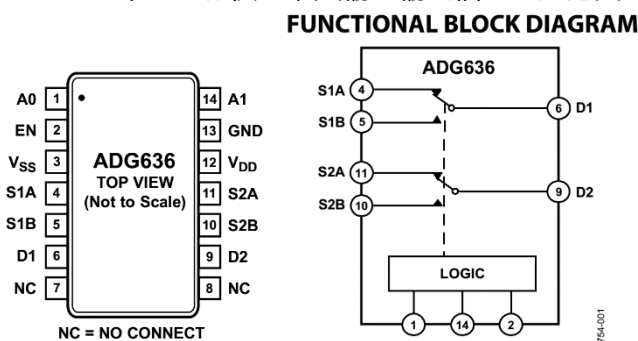 FUNCTIONAL BLOCK DIAGRAM
A0 1
EN 2
VSS 3
S1A 4
S1B 5
D1 6
NC 7
ADG636
TOP VIEW
(Not to Scale)
14 A1
13 GND
12 VDD
11 S2A
10 S2B
9 D2
8 NC
NC = NO CONNECT
ADG636
S1A 4
S1B 5
6 D1
S2A 11
S2B 10
9 D2
LOGIC
1 14 2
754-001